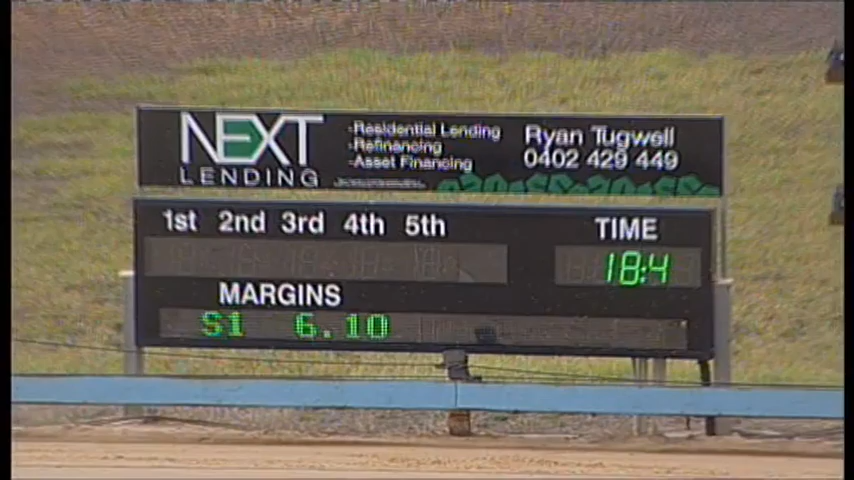 NEXT
LENDING
-Residential Lending
-Refinancing
-Asset Financing
Ryan Tugwell
0402 429 449
1st 2nd 3rd 4th 5th
TIME
18:4
MARGINS
S1 6.10